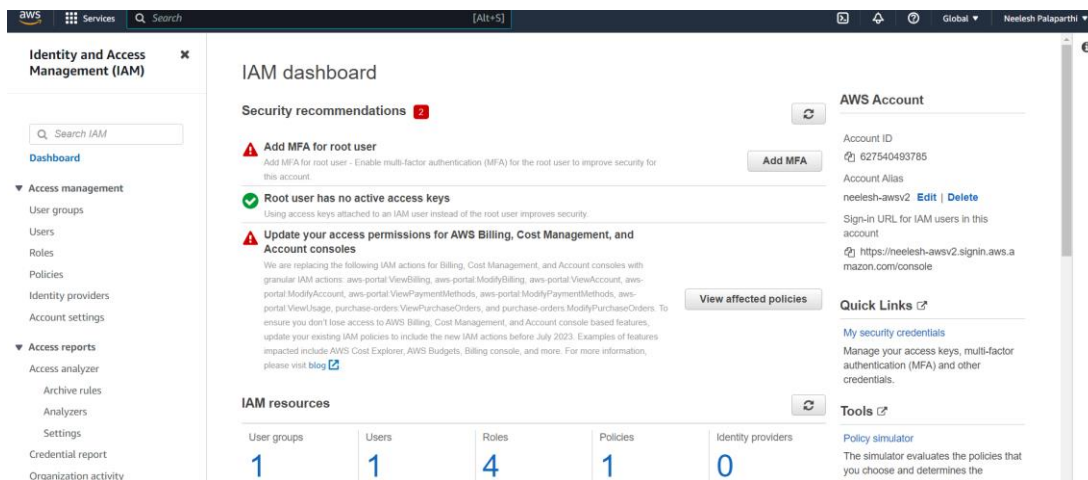 aws
Services
Search
[Alt+S]
Global
Neelesh Palaparthi
Identity and Access
Management (IAM)
Search IAM
Dashboard
Access management
User groups
Users
Roles
Policies
Identity providers
Account settings
Access reports
Access analyzer
Archive rules
Analyzers
Settings
Credential report
Organization activity
IAM dashboard
Security recommendations 2
Add MFA for root user
Add MFA for root user - Enable multi-factor authentication (MFA) for the root user to improve security for
this account.
Add MFA
Root user has no active access keys
Using access keys attached to an IAM user instead of the root user improves security.
Update your access permissions for AWS Billing, Cost Management, and
Account consoles
We are replacing the following IAM actions for Billing, Cost Management, and Account consoles with
granular IAM actions: aws-portal:ViewBilling, aws-portal:ModifyBilling, aws-portal:ViewAccount, aws-
portal:ModifyAccount, aws-portal:ViewPaymentMethods, aws-portal:ModifyPaymentMethods, aws-
portal:ViewUsage, purchase-orders:ViewPurchaseOrders, and purchase-orders:ModifyPurchaseOrders. To
ensure you don't lose access to AWS Billing, Cost Management, and Account console based features,
update your existing IAM policies to include the new IAM actions before July 2023. Examples of features
impacted include AWS Cost Explorer, AWS Budgets, Billing console, and more. For more information,
please visit blog
View affected policies
IAM resources
User groups
Users
Roles
Policies
Identity providers
1
1
4
1
0
AWS Account
Account ID
627540493785
Account Alias
neelesh-awsv2 Edit | Delete
Sign-in URL for IAM users in this
account
https://neelesh-awsv2.signin.aws.a
mazon.com/console
Quick Links
My security credentials
Manage your access keys, multi-factor
authentication (MFA) and other
credentials.
Tools
Policy simulator
The simulator evaluates the policies that
you choose and determines the